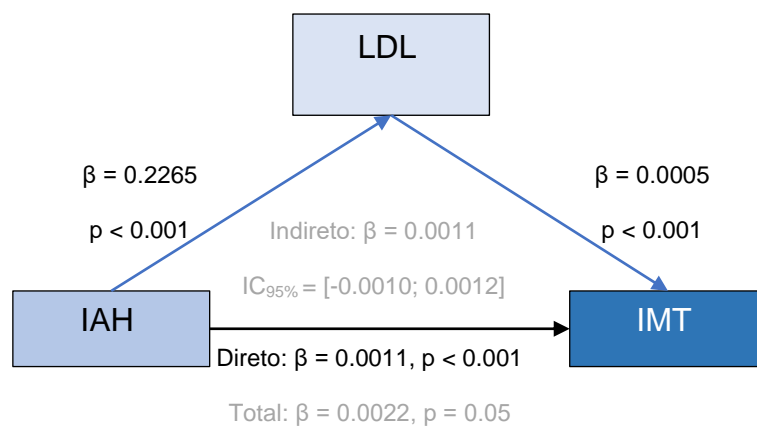 LDL
β = 0.2265
p < 0.001
β = 0.0005
p < 0.001
Indireto: β = 0.0011
IC95% = [-0.0010; 0.0012]
IAH
IMT
Direto: β = 0.0011, p < 0.001
Total: β = 0.0022, p = 0.05